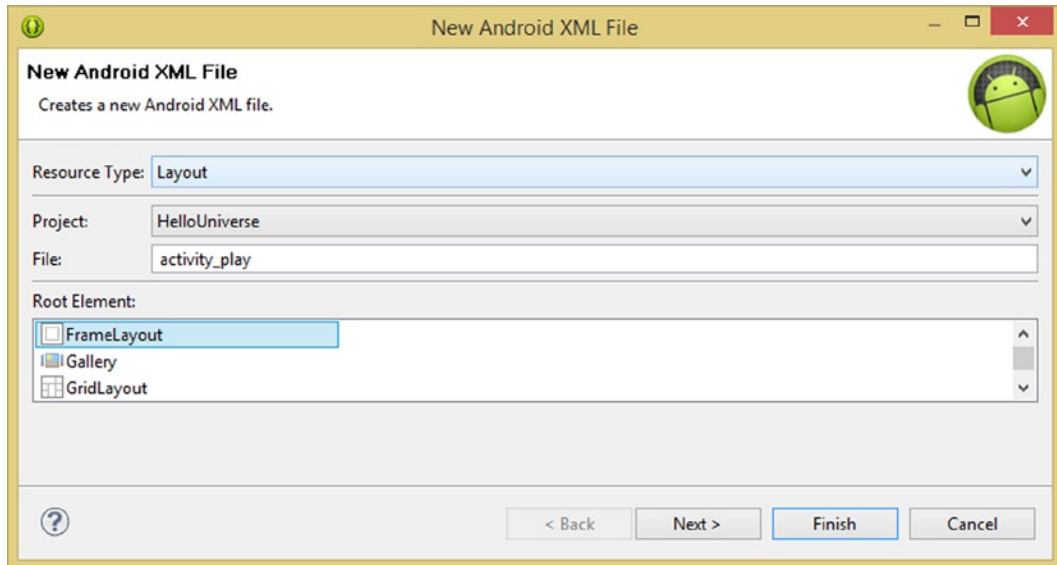 New Android XML File
New Android XML File
Creates a new Android XML file.
Resource Type: Layout
Project: HelloUniverse
File: activity_play
Root Element:
FrameLayout
Gallery
GridLayout
< Back Next > Finish Cancel